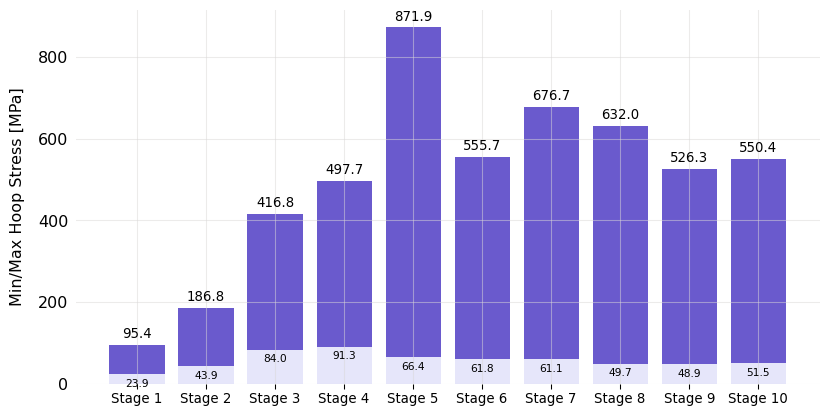 Min/Max Hoop Stress [MPa]
800
600
400
200
0
95.4
186.8
416.8
497.7
871.9
555.7
676.7
632.0
526.3
550.4
23.9
43.9
84.0
91.3
66.4
61.8
61.1
49.7
48.9
51.5
Stage 1
Stage 2
Stage 3
Stage 4
Stage 5
Stage 6
Stage 7
Stage 8
Stage 9
Stage 10